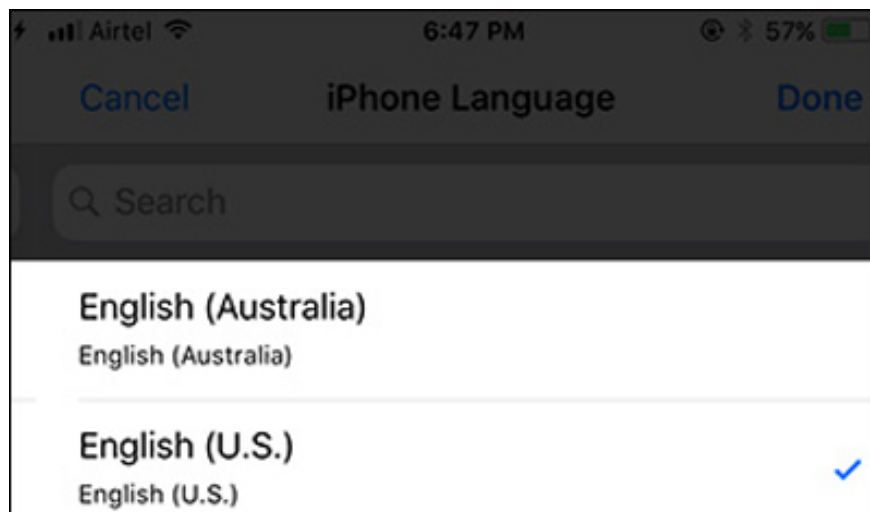 Airtel 6:47 PM 57%
Cancel iPhone Language Done
Search
English (Australia)
English (Australia)
English (U.S.)
English (U.S.)